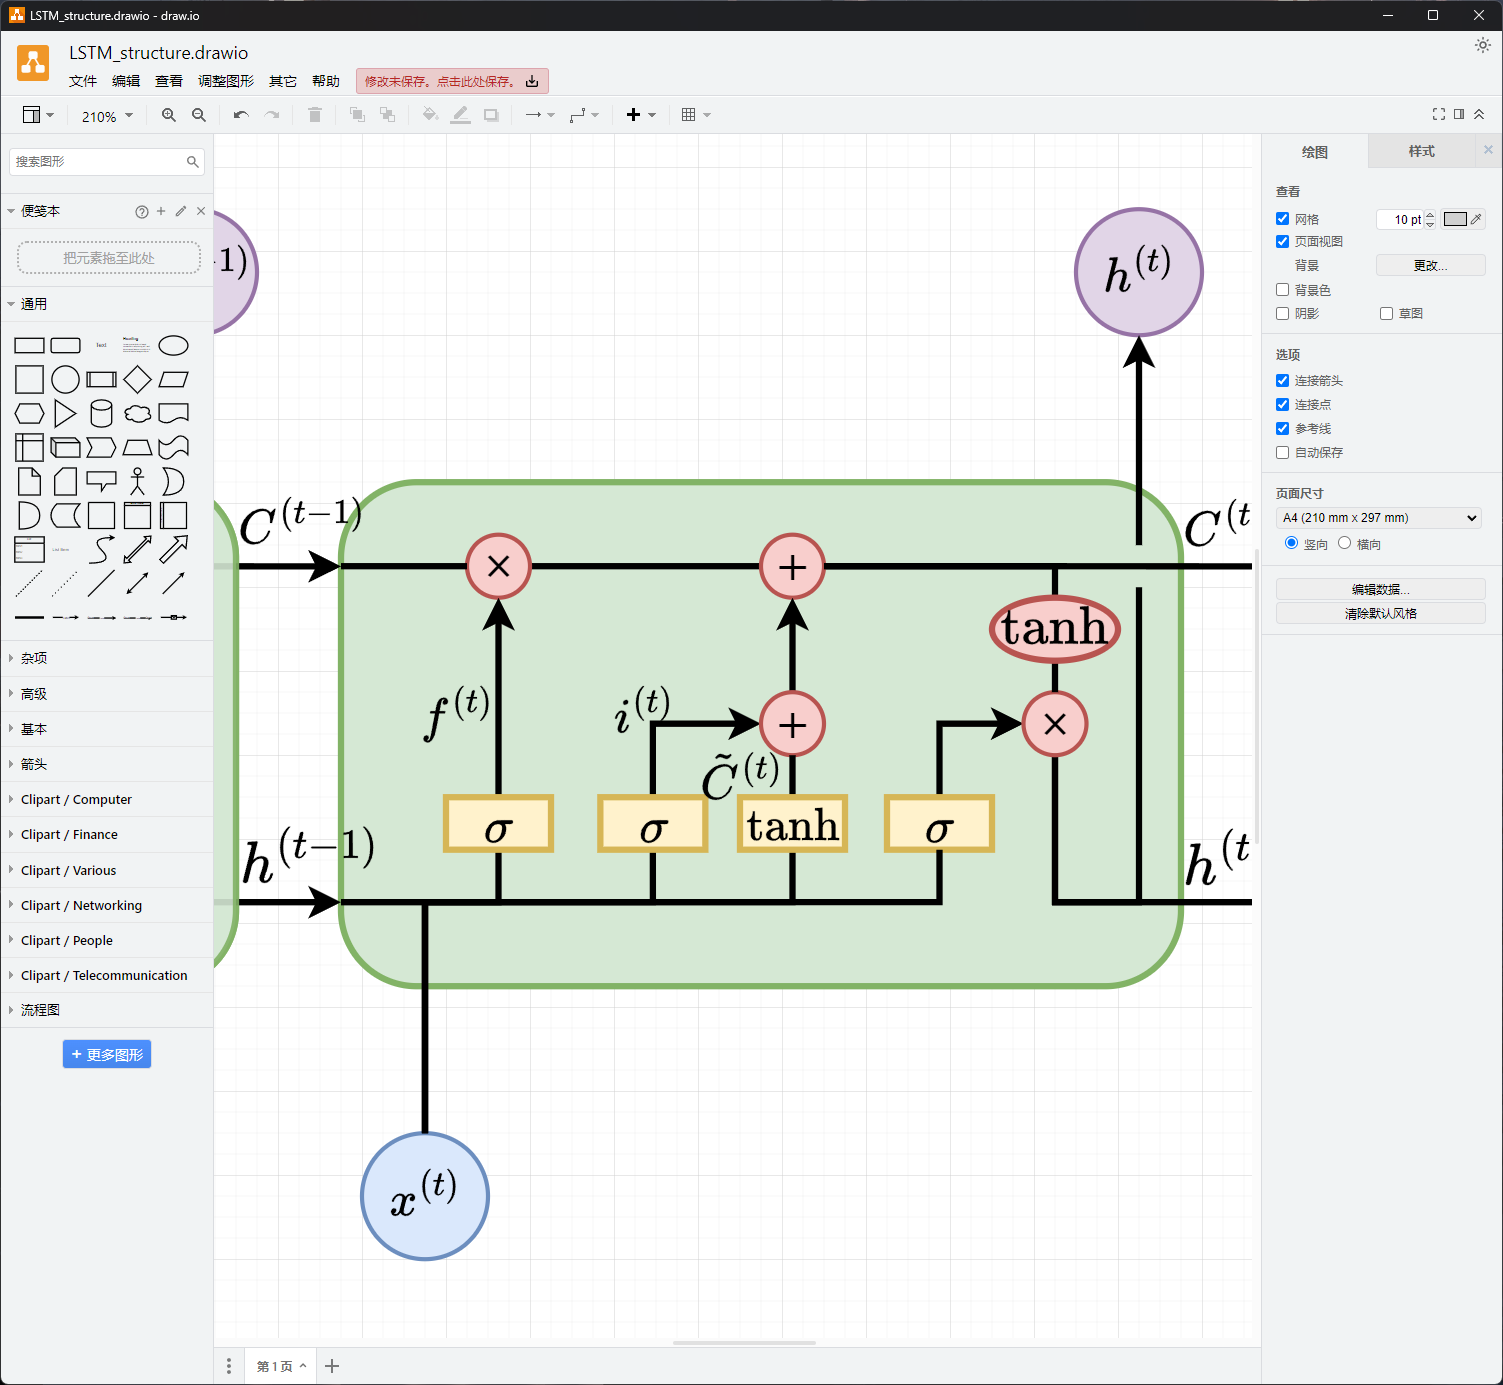 LSTM_structure.drawio - draw.io
LSTM_structure.drawio
文件 编辑 查看 调整图形 其它 帮助 修改未保存。点击此处保存。
210%
搜索图形
便笺本
把元素拖至此处
通用
Text
Heading
List Item
杂项
高级
基本
箭头
Clipart / Computer
Clipart / Finance
Clipart / Various
Clipart / Networking
Clipart / People
Clipart / Telecommunication
流程图
+ 更多图形
-1)
h^(t)
C^(t−1)
C^(t
×
+
tanh
f^(t)
i^(t)
+
×
C̃^(t)
σ
σ
tanh
σ
h^(t−1)
h^(t
x^(t)
第1页
绘图 样式
查看
网格 10 pt
页面视图
背景 更改...
背景色
阴影 草图
选项
连接箭头
连接点
参考线
自动保存
页面尺寸
A4 (210 mm x 297 mm)
竖向 横向
编辑数据...
清除默认风格